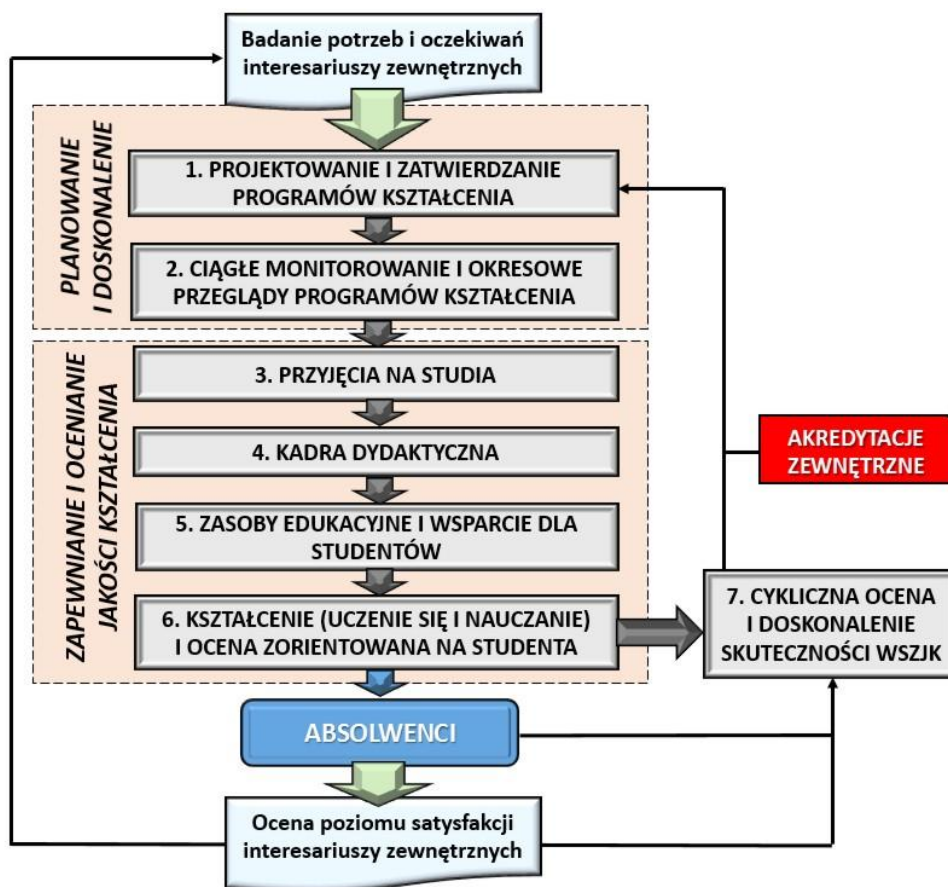 Badanie potrzeb i oczekiwań
interesariuszy zewnętrznych
PLANOWANIE
I DOSKONALENIE
1. PROJEKTOWANIE I ZATWIERDZANIE
PROGRAMÓW KSZTAŁCENIA
2. CIĄGŁE MONITOROWANIE I OKRESOWE
PRZEGLĄDY PROGRAMÓW KSZTAŁCENIA
ZAPEWNIANIE I OCENIANIE
JAKOŚCI KSZTAŁCENIA
3. PRZYJĘCIA NA STUDIA
4. KADRA DYDAKTYCZNA
5. ZASOBY EDUKACYJNE I WSPARCIE DLA
STUDENTÓW
6. KSZTAŁCENIE (UCZENIE SIĘ I NAUCZANIE)
I OCENA ZORIENTOWANA NA STUDENTA
AKREDYTACJE
ZEWNĘTRZNE
7. CYKLICZNA OCENA
I DOSKONALENIE
SKUTECZNOŚCI WSZJK
ABSOLWENCI
Ocena poziomu satysfakcji
interesariuszy zewnętrznych